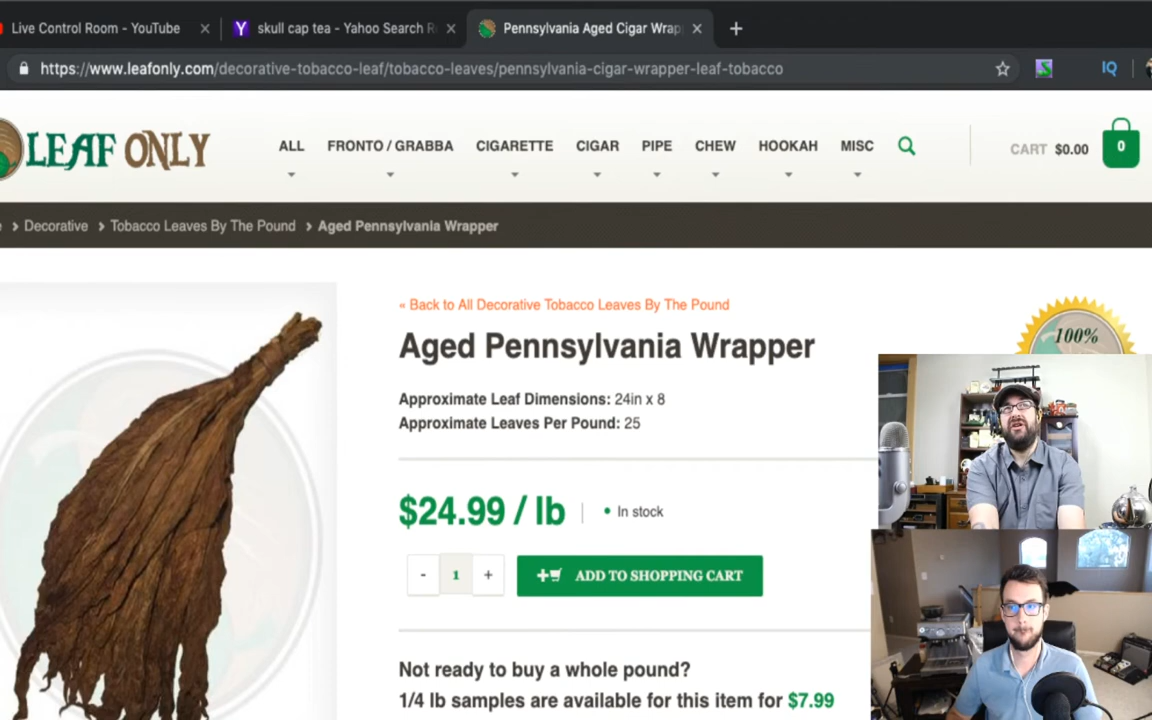 Live Control Room - YouTube
skull cap tea - Yahoo Search R
Pennsylvania Aged Cigar Wrap
https://www.leafonly.com/decorative-tobacco-leaf/tobacco-leaves/pennsylvania-cigar-wrapper-leaf-tobacco
IQ
LEAF ONLY
ALL
FRONTO / GRABBA
CIGARETTE
CIGAR
PIPE
CHEW
HOOKAH
MISC
CART $0.00
0
> Decorative > Tobacco Leaves By The Pound > Aged Pennsylvania Wrapper
« Back to All Decorative Tobacco Leaves By The Pound
100%
Aged Pennsylvania Wrapper
Approximate Leaf Dimensions: 24in x 8
Approximate Leaves Per Pound: 25
$24.99 / lb
• In stock
- 1 +
ADD TO SHOPPING CART
Not ready to buy a whole pound?
1/4 lb samples are available for this item for $7.99